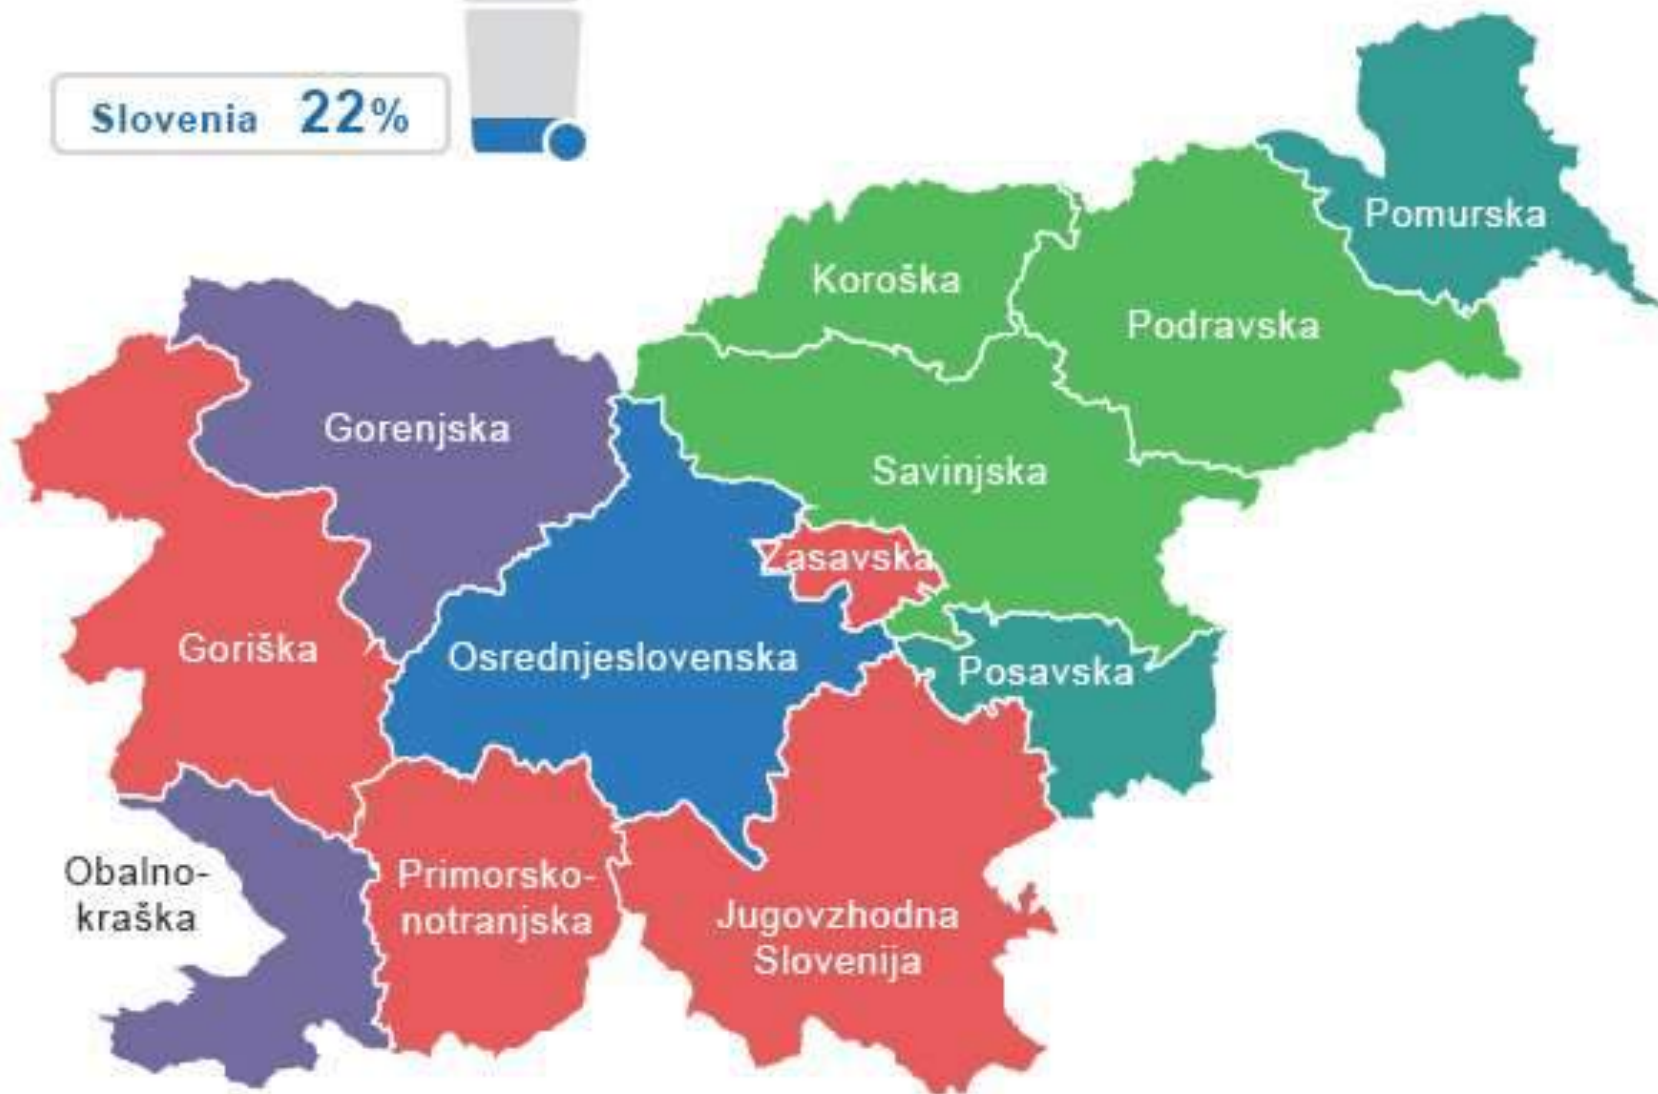 Slovenia 22%
Pomurska
Koroška
Podravska
Gorenjska
Savinjska
Zasavska
Goriška
Osrednjeslovenska
Posavska
Obalno-
kraška
Primorsko-
notranjska
Jugovzhodna
Slovenija